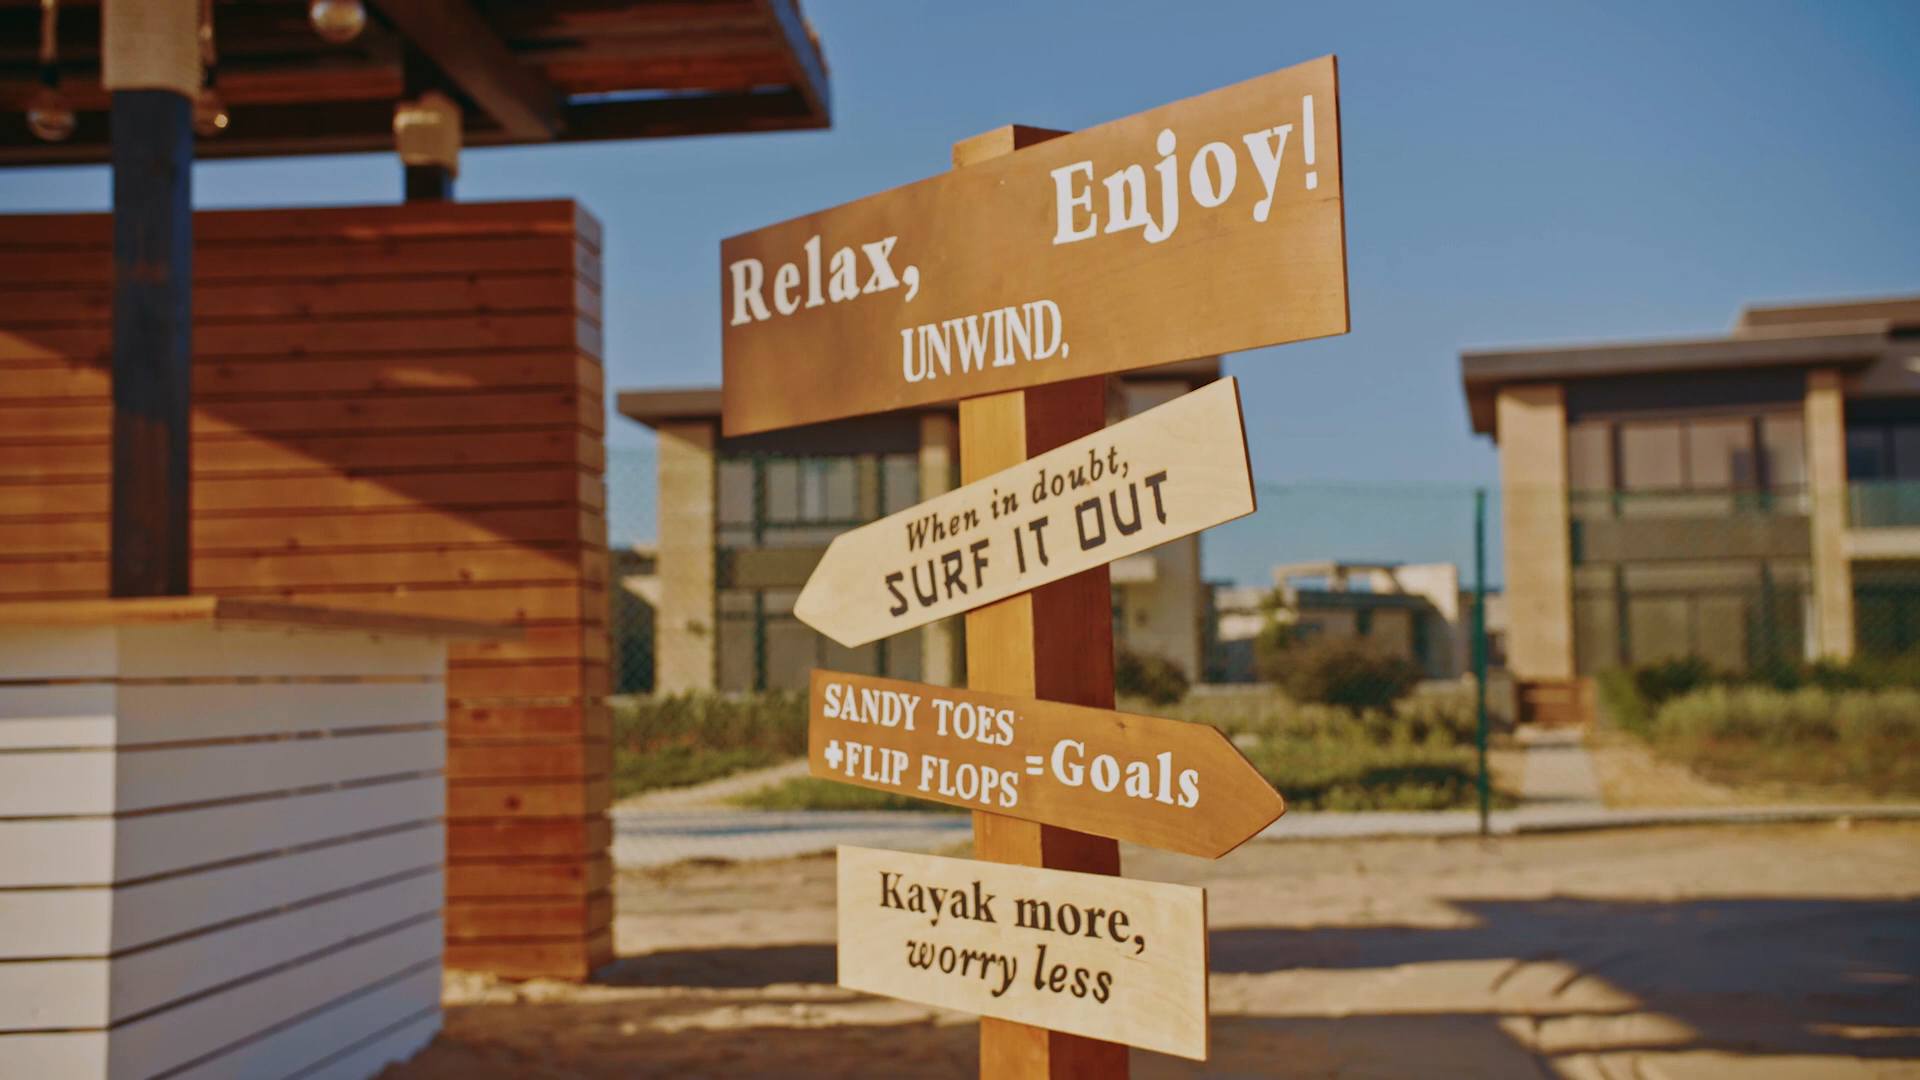 Relax,
UNWIND,
Enjoy!
When in doubt,
SURF IT OUT
SANDY TOES
+FLIP FLOPS
=Goals
Kayak more,
worry less